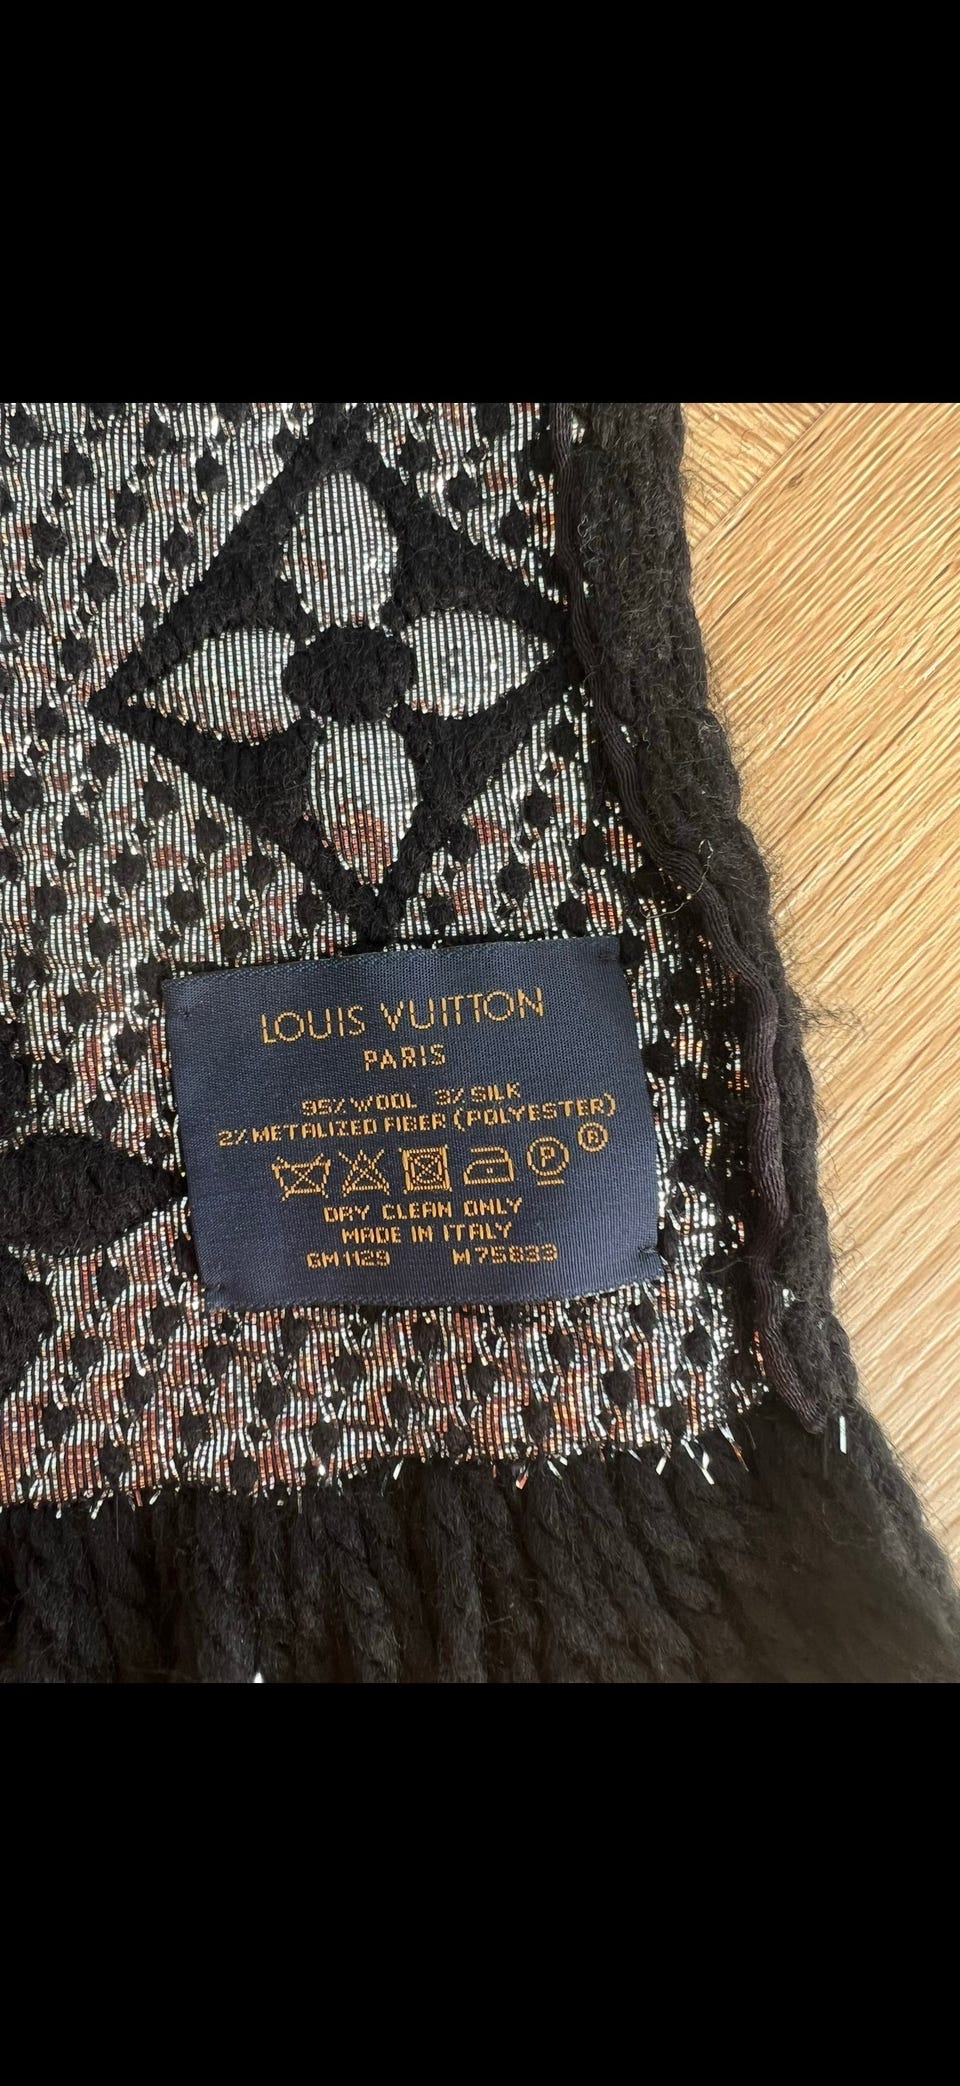 LOUIS VUITTON
PARIS
95% WOOL 3% SILK
2% METALIZED FIBER (POLYESTER)
P B
DRY CLEAN ONLY
MADE IN ITALY
GM1129 M75833